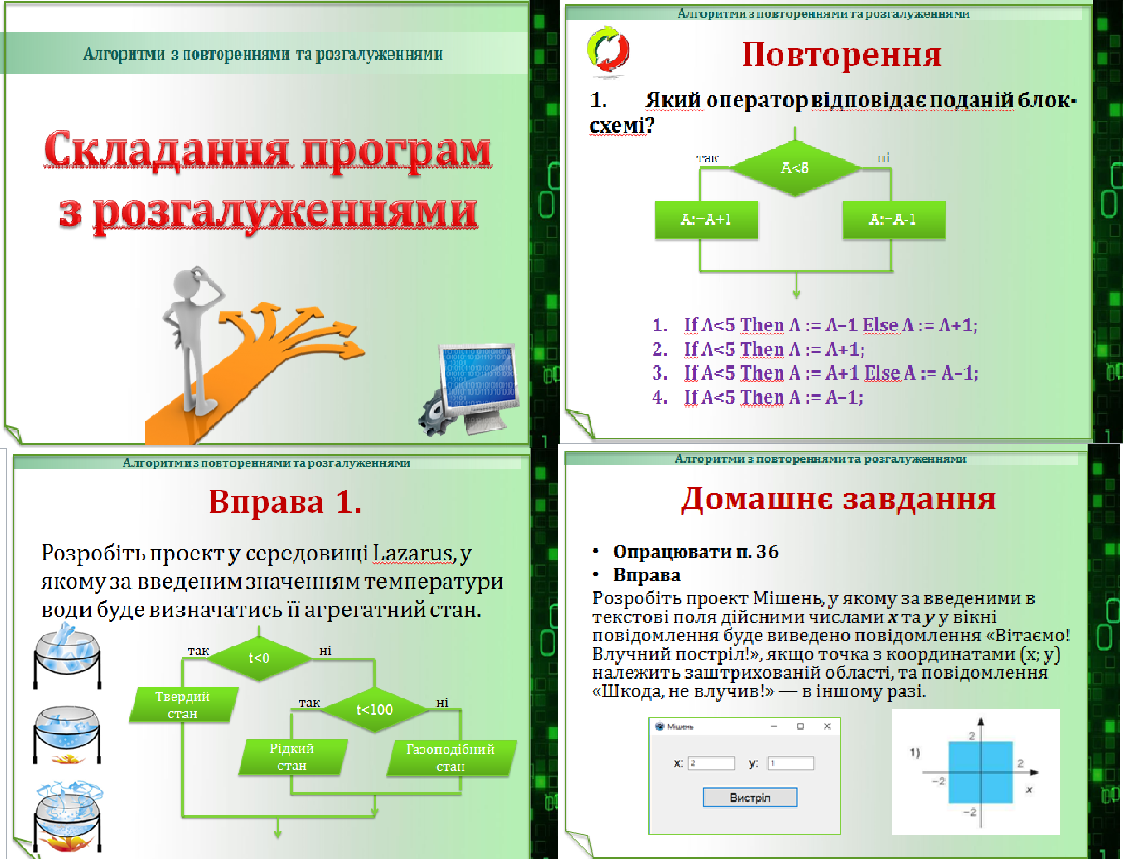 Алгоритми з повтореннями та розгалуженнями
Складання програм
з розгалуженнями
Алгоритми з повтореннями та розгалуженнями
Повторення
1. Який оператор відповідає поданій блок-
схемі?
так
ні
A<8
A:=A+1
A:=A-1
1. If A<5 Then A := A–1 Else A := A+1;
2. If A<5 Then A := A+1;
3. If A<5 Then A := A+1 Else A := A–1;
4. If A<5 Then A := A–1;
Алгоритми з повтореннями та розгалуженнями
Вправа 1.
Розробіть проект у середовищі Lazarus, у
якому за введеним значенням температури
води буде визначатись її агрегатний стан.
так
t<0
ні
Твердий
стан
так
t<100
ні
Рідкий
стан
Газоподібний
стан
Алгоритми з повтореннями та розгалуженнями
Домашнє завдання
• Опрацювати п. 36
• Вправа
Розробіть проект Мішень, у якому за введеними в
текстові поля дійсними числами x та y у вікні
повідомлення буде виведено повідомлення «Вітаємо!
Влучний постріл!», якщо точка з координатами (x; y)
належить заштрихованій області, та повідомлення
«Шкода, не влучив!» — в іншому разі.
Мішень
x: 2 y: 1
Вистріл
1)
2
2
–2
x
–2